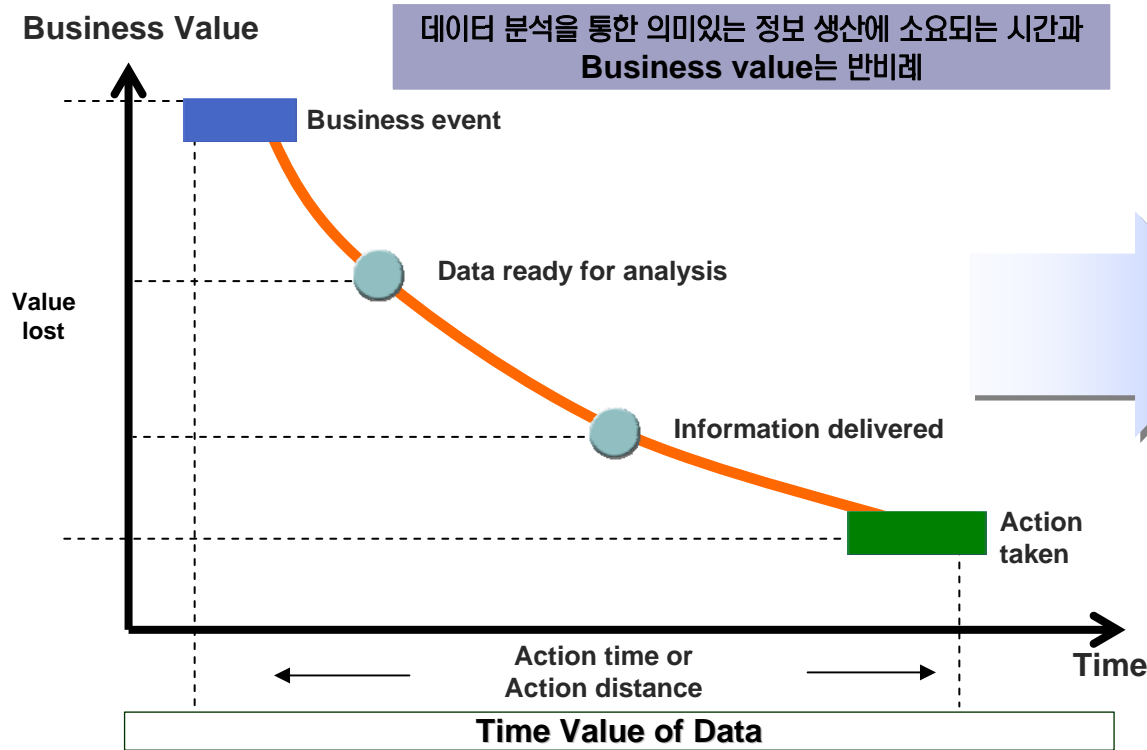 Business Value
데이터 분석을 통한 의미있는 정보 생산에 소요되는 시간과
Business value는 반비례
Business event
Data ready for analysis
Value
lost
Information delivered
Action
taken
Time
Action time or
Action distance
Time Value of Data